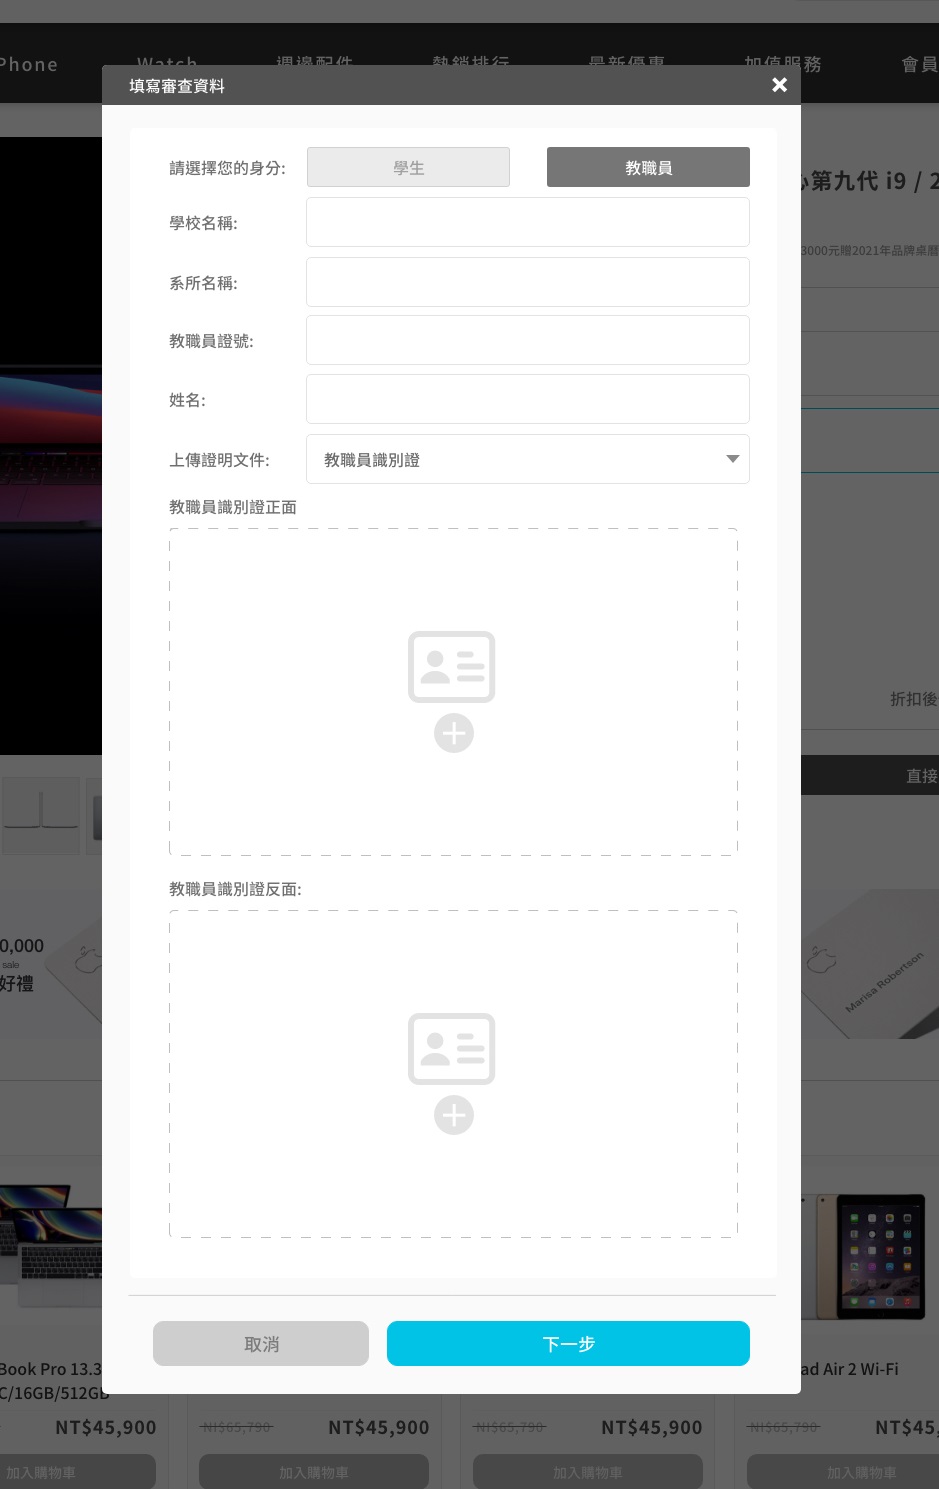 Phone Watch 週邊配件 熱銷排行 最新優惠 加值服務 會員
填寫審查資料
請選擇您的身分: 學生 教職員
心第九代 i9 / 2
學校名稱:
3000元贈2021年品牌桌曆
系所名稱:
教職員證號:
姓名:
上傳證明文件: 教職員識別證
教職員識別證正面
折扣後
直接
教職員識別證反面:
0,000
sale
好禮
Marisa Robertson
取消 下一步
Book Pro 13.3
ad Air 2 Wi-Fi
C/16GB/512GB
NT$45,900 NT$65,790 NT$45,900 NT$65,790 NT$45,900 NT$65,790 NT$45,
加入購物車 加入購物車 加入購物車 加入購物車